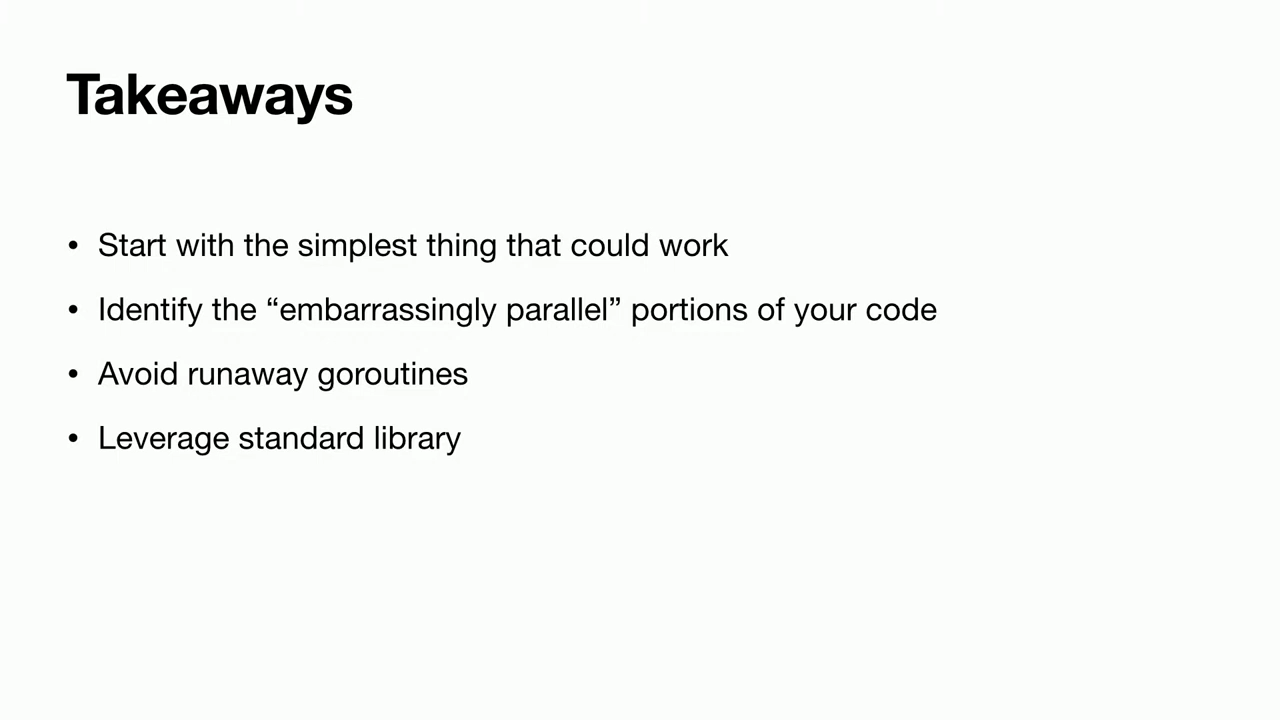 Takeaways
• Start with the simplest thing that could work
• Identify the “embarrassingly parallel” portions of your code
• Avoid runaway goroutines
• Leverage standard library